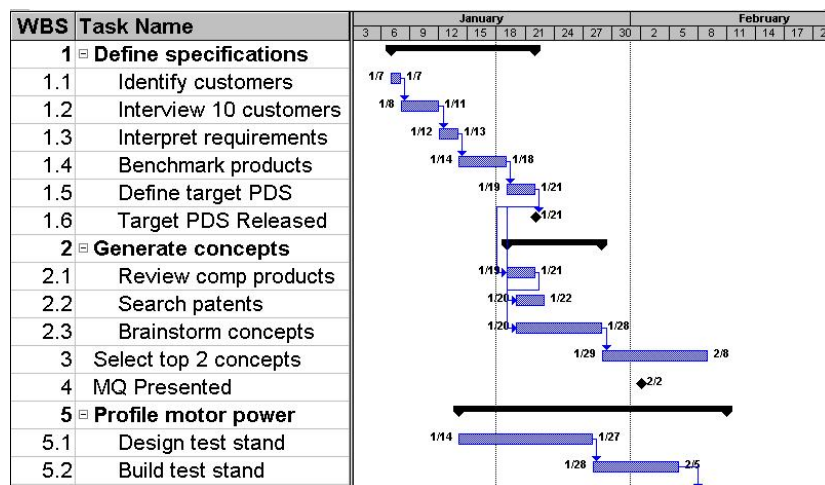 WBS Task Name January February
3 6 9 12 15 18 21 24 27 30 2 5 8 11 14 17 2
1 Define specifications
1.1 Identify customers 1/7 1/7
1.2 Interview 10 customers 1/8 1/11
1.3 Interpret requirements 1/12 1/13
1.4 Benchmark products 1/14 1/18
1.5 Define target PDS 1/19 1/21
1.6 Target PDS Released 1/21
2 Generate concepts
2.1 Review comp products 1/19 1/21
2.2 Search patents 1/20 1/22
2.3 Brainstorm concepts 1/20 1/28
3 Select top 2 concepts 1/29 2/8
4 MQ Presented 2/2
5 Profile motor power
5.1 Design test stand 1/14 1/27
5.2 Build test stand 1/28 2/5